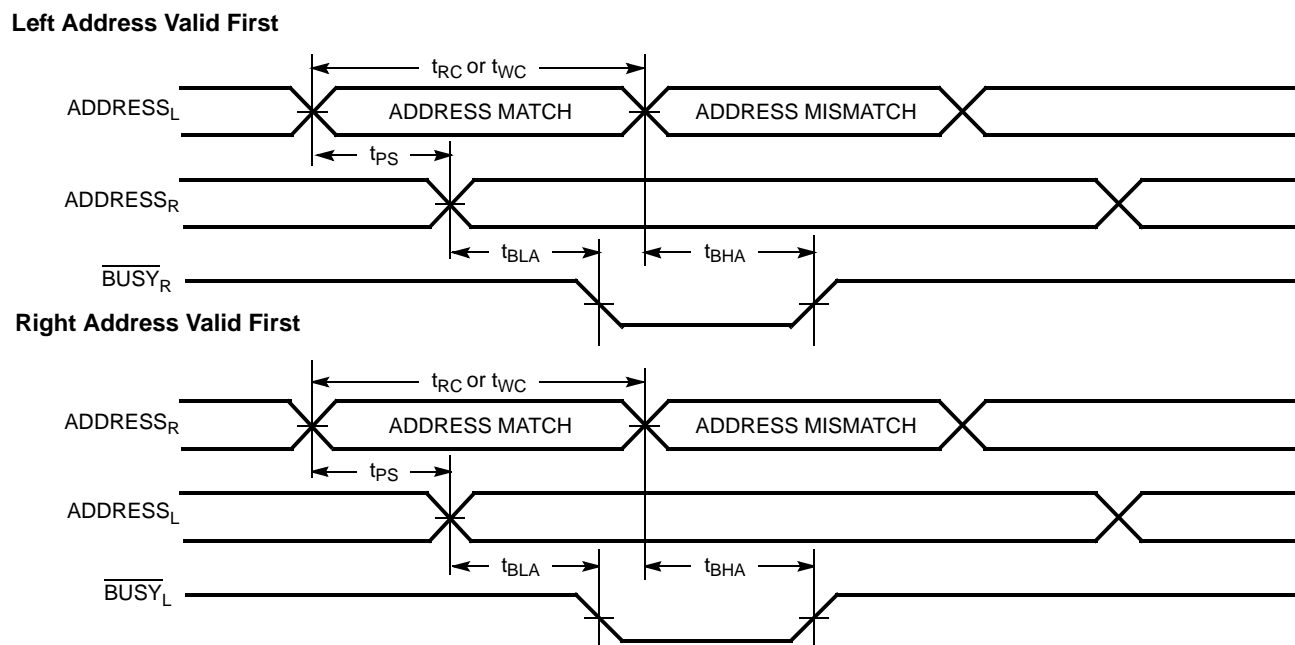 Left Address Valid First
tRC or tWC
ADDRESSL ADDRESS MATCH ADDRESS MISMATCH
tPS
ADDRESSR
tBLA tBHA
BUSYR
Right Address Valid First
tRC or tWC
ADDRESSR ADDRESS MATCH ADDRESS MISMATCH
tPS
ADDRESSL
tBLA tBHA
BUSYL